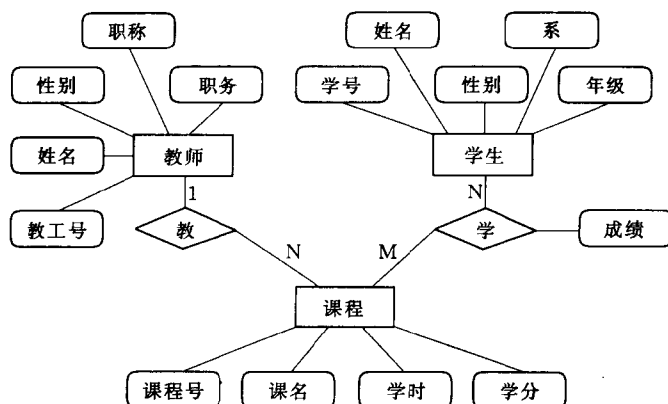 职称
姓名
系
性别
职务
学号
性别
年级
姓名
教师
学生
1
N
教工号
教
学
成绩
N
M
课程
课程号
课名
学时
学分